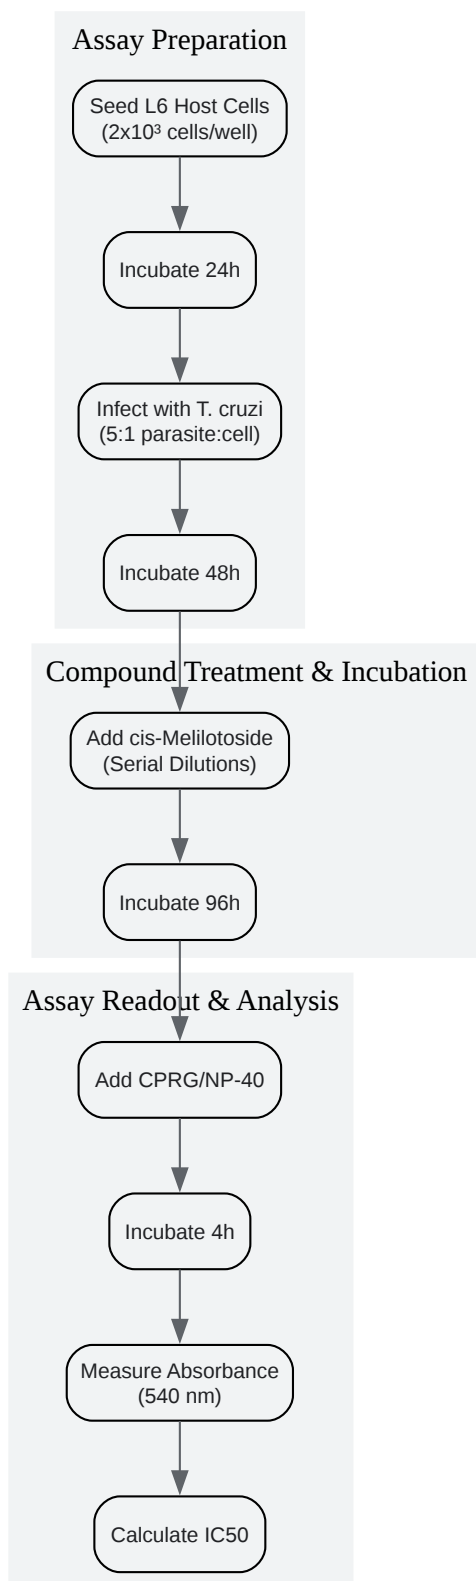 Assay Preparation
Seed L6 Host Cells
(2x10³ cells/well)
Incubate 24h
Infect with T. cruzi
(5:1 parasite:cell)
Incubate 48h
Compound Treatment & Incubation
Add cis-Melilotoside
(Serial Dilutions)
Incubate 96h
Assay Readout & Analysis
Add CPRG/NP-40
Incubate 4h
Measure Absorbance
(540 nm)
Calculate IC50